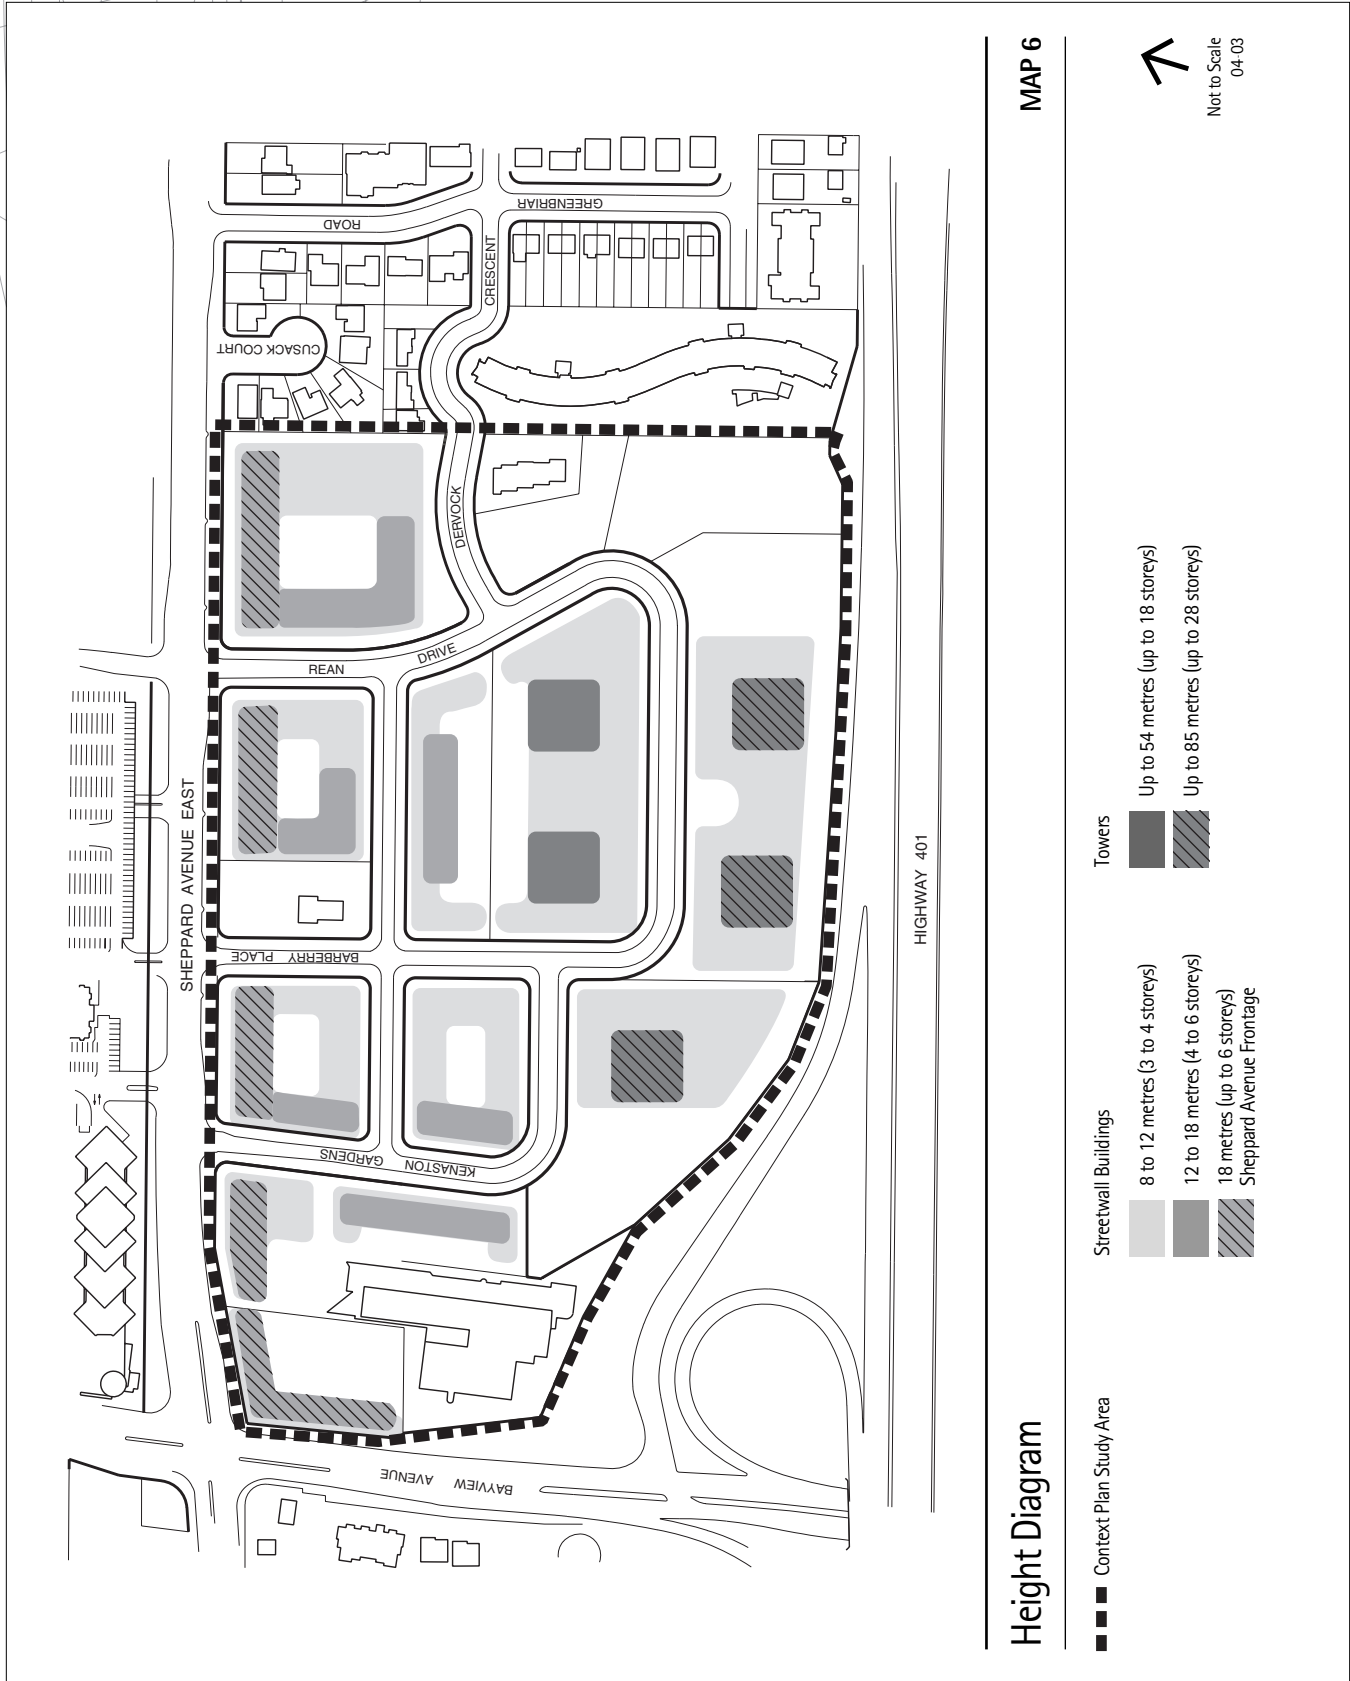 SHEPPARD AVENUE EAST
ROAD
GREENBRIAR
CUSACK COURT
CRESCENT
DERVOCK
REAN
DRIVE
BARBERRY PLACE
GARDENS
KENASTON
BAYVIEW AVENUE
HIGHWAY 401
Height Diagram
MAP 6
Context Plan Study Area
Streetwall Buildings
8 to 12 metres (3 to 4 storeys)
12 to 18 metres (4 to 6 storeys)
18 metres (up to 6 storeys)
Sheppard Avenue Frontage
Towers
Up to 54 metres (up to 18 storeys)
Up to 85 metres (up to 28 storeys)
Not to Scale
04-03